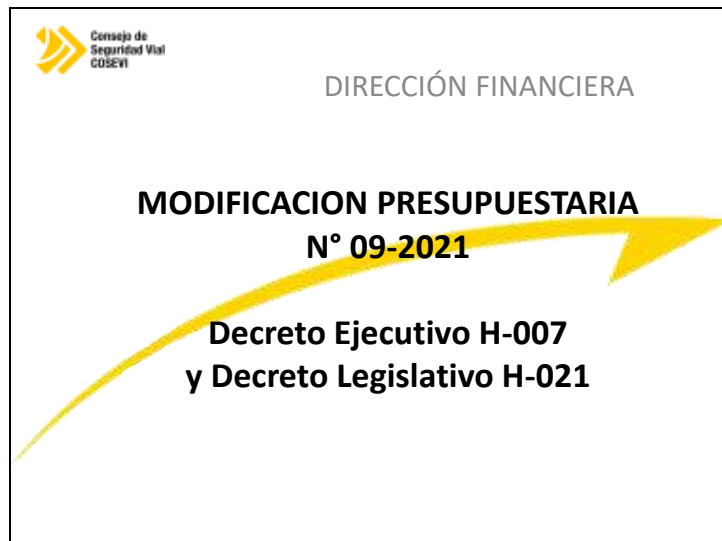 Consejo de
Seguridad Vial
COSEVI
DIRECCIÓN FINANCIERA
MODIFICACION PRESUPUESTARIA
N° 09-2021
Decreto Ejecutivo H-007
y Decreto Legislativo H-021